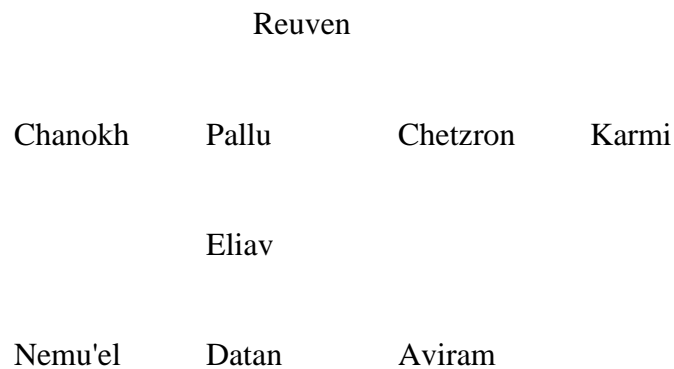 Reuven
Chanokh Pallu Chetzron Karmi
Eliav
Nemu'el Datan Aviram